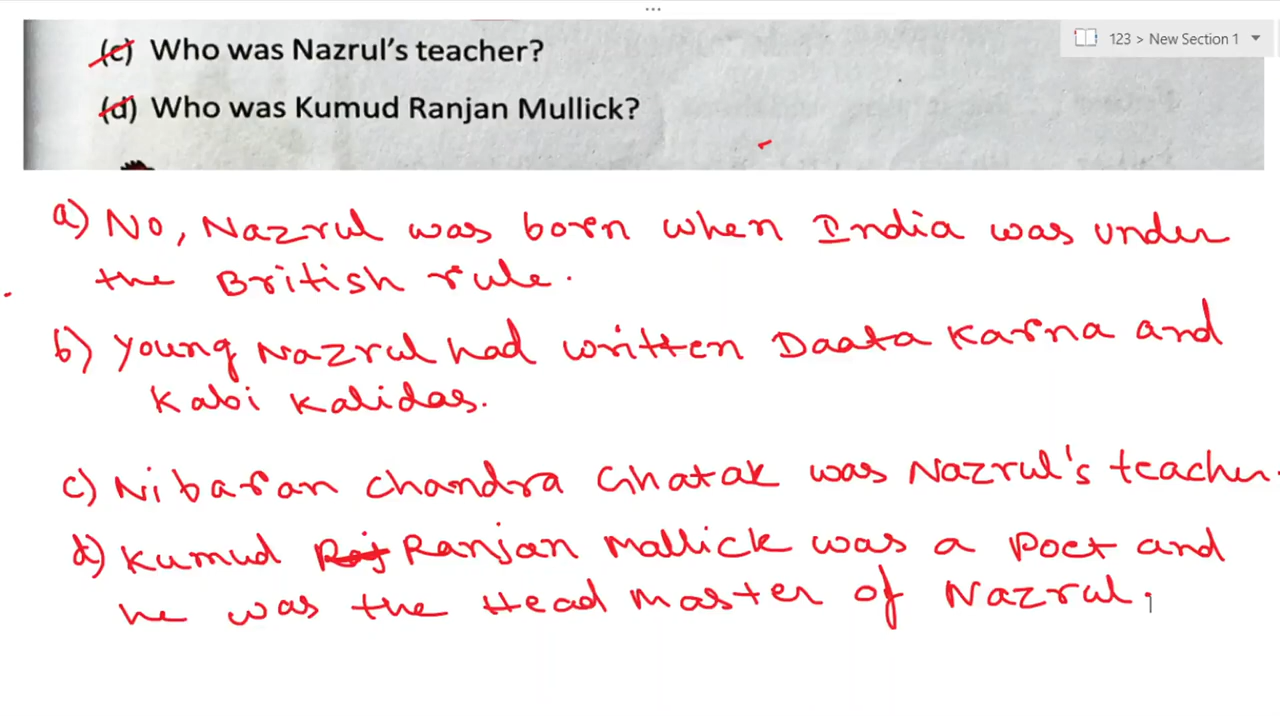 ...
123 > New Section 1
(c) Who was Nazrul's teacher?
(d) Who was Kumud Ranjan Mullick?
a) No, Nazrul was born when India was under
the British rule.
b) Young Nazrul had written Daata Karna and
Kabi Kalidas.
c) Nibaran Chandra Ghatak was Nazrul's teacher.
d) Kumud Raj Ranjan Mallick was a Poet and
he was the Head Master of Nazrul.